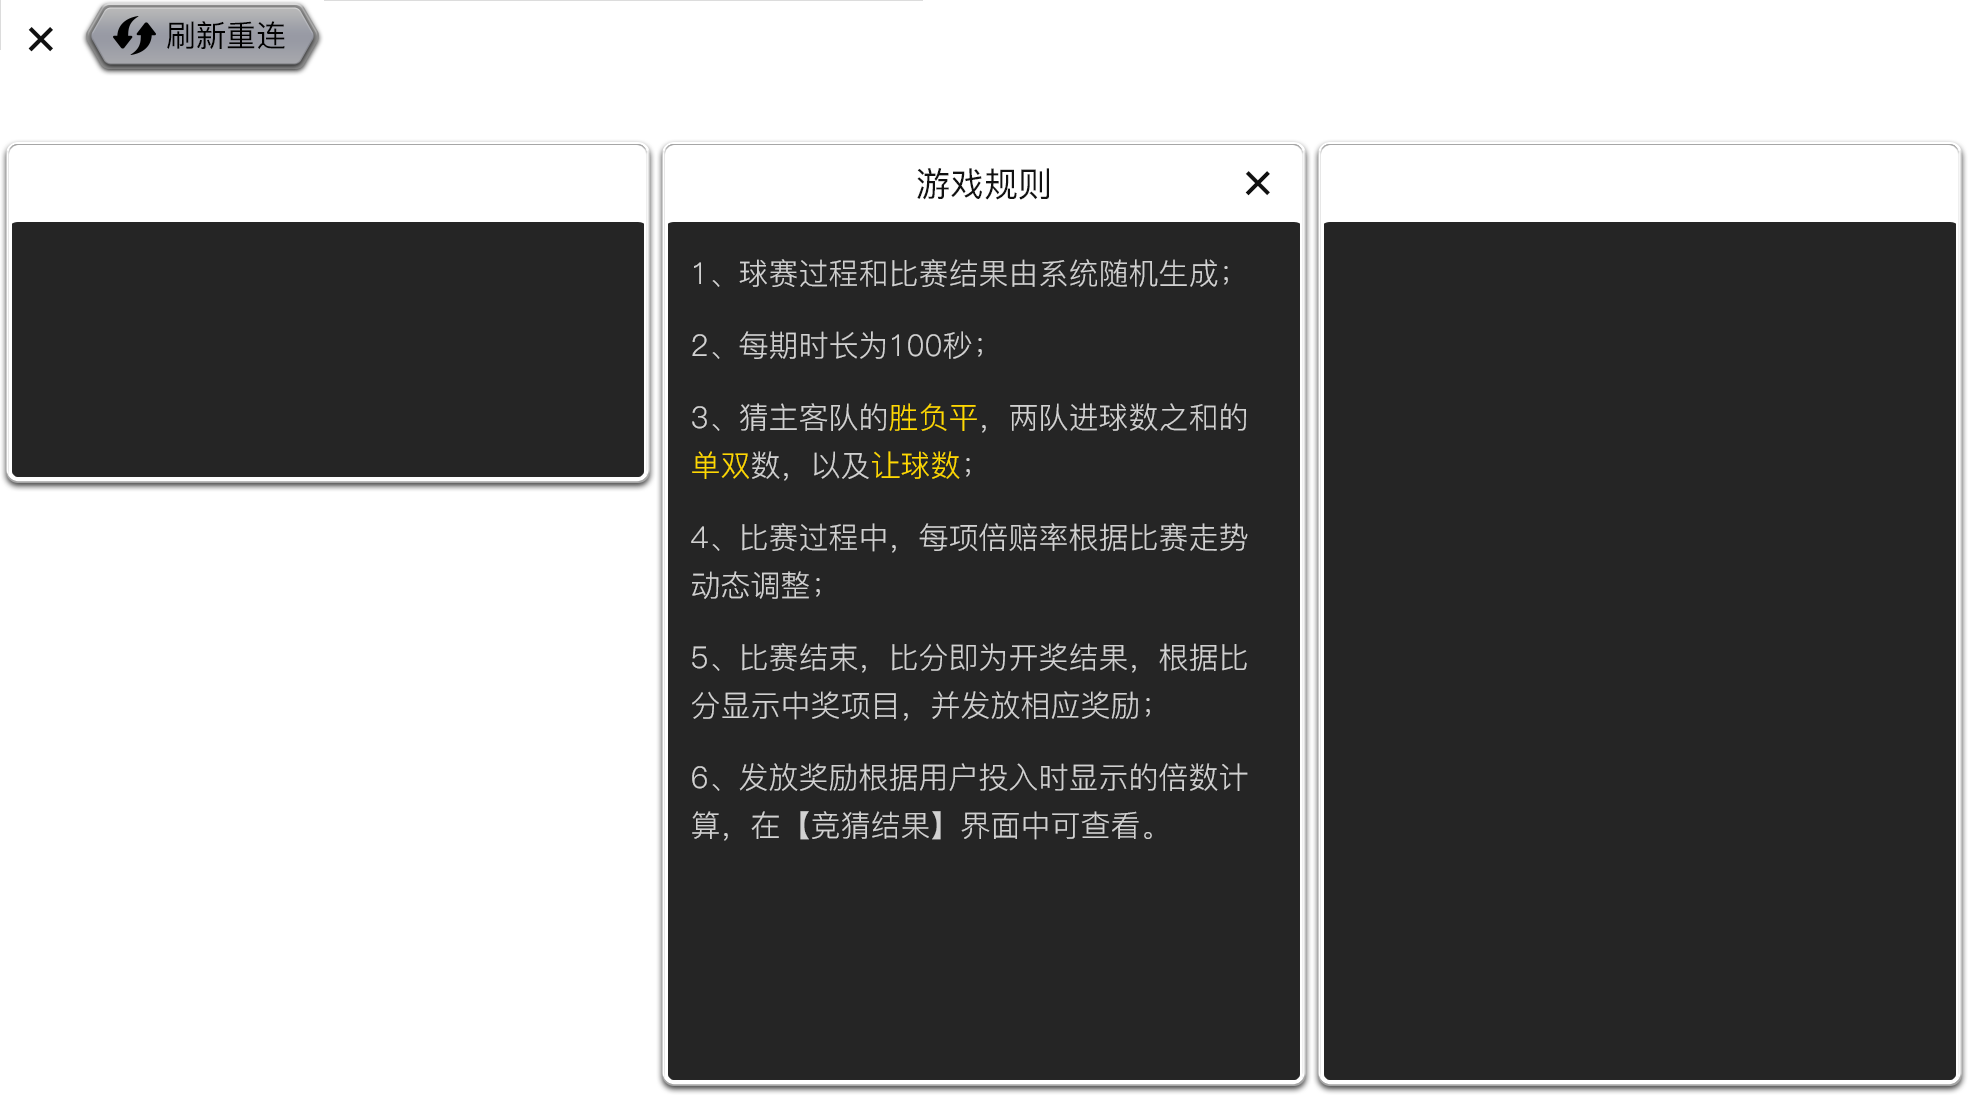 刷新重连
游戏规则
1、球赛过程和比赛结果由系统随机生成；
2、每期时长为100秒；
3、猜主客队的胜负平，两队进球数之和的
单双数，以及让球数；
4、比赛过程中，每项倍赔率根据比赛走势
动态调整；
5、比赛结束，比分即为开奖结果，根据比
分显示中奖项目，并发放相应奖励；
6、发放奖励根据用户投入时显示的倍数计
算，在【竞猜结果】界面中可查看。